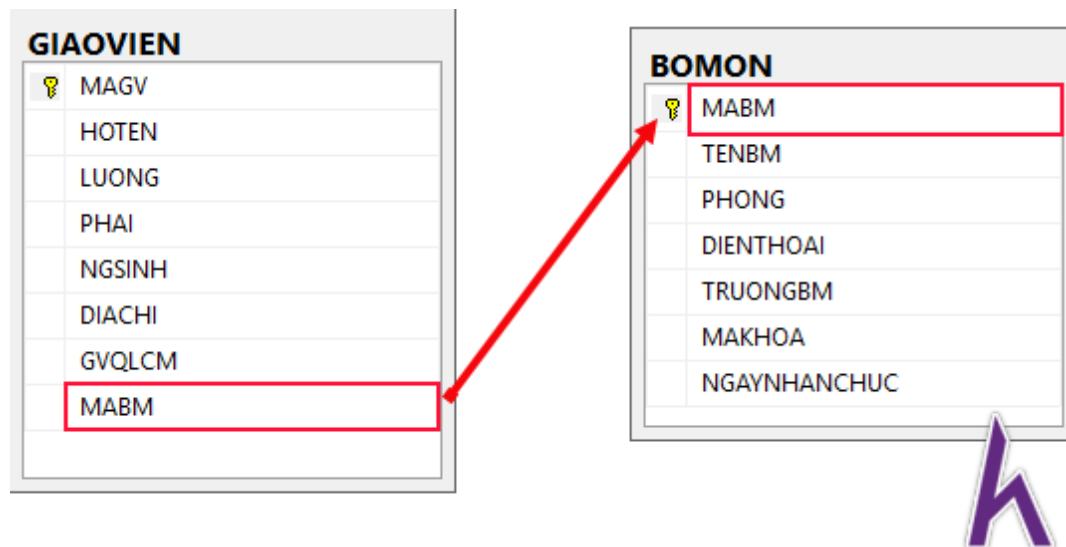 GIAOVIEN
MAGV
HOTEN
LUONG
PHAI
NGSINH
DIACHI
GVQLCM
MABM
BOMON
MABM
TENBM
PHONG
DIENTHOAI
TRUONGBM
MAKHOA
NGAYNHANCHUC